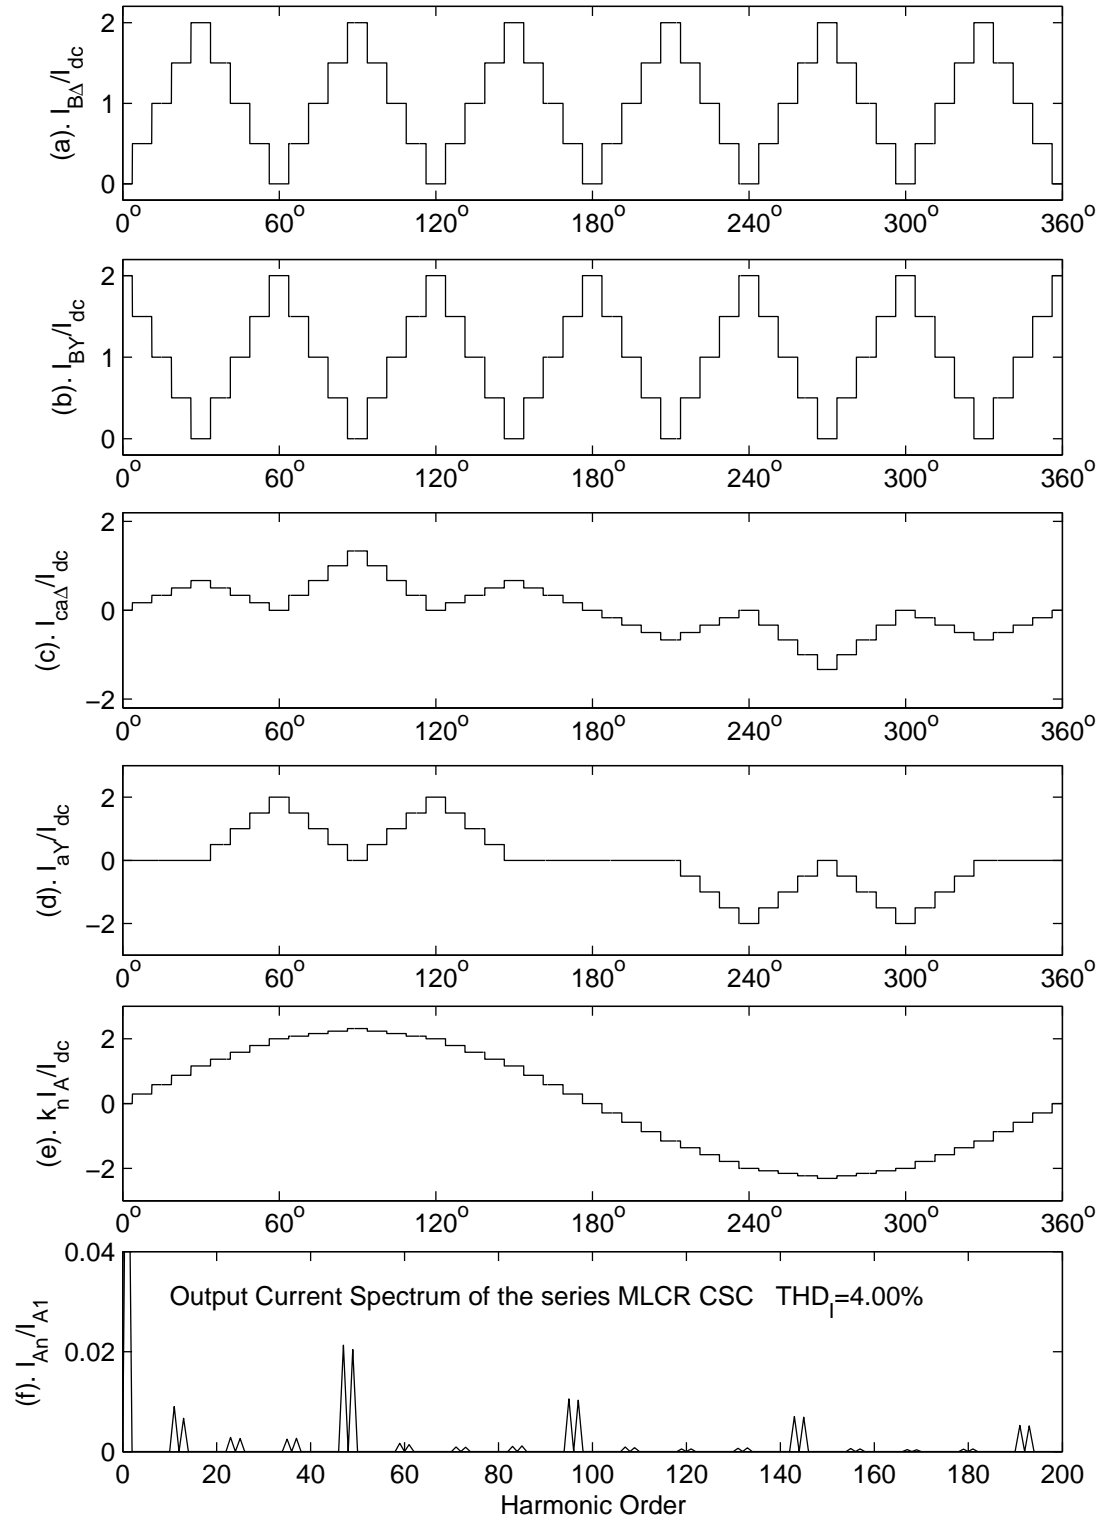 (a). I_BΔ/I_dc
2
1
0
0° 60° 120° 180° 240° 300° 360°
(b). I_BY/I_dc
2
1
0
0° 60° 120° 180° 240° 300° 360°
(c). I_caΔ/I_dc
2
0
−2
0° 60° 120° 180° 240° 300° 360°
(d). I_aY/I_dc
2
0
−2
0° 60° 120° 180° 240° 300° 360°
(e). k_nI_A/I_dc
2
0
−2
0° 60° 120° 180° 240° 300° 360°
(f). I_An/I_A1
0.04
Output Current Spectrum of the series MLCR CSC THD_I=4.00%
0.02
0
0 20 40 60 80 100 120 140 160 180 200
Harmonic Order